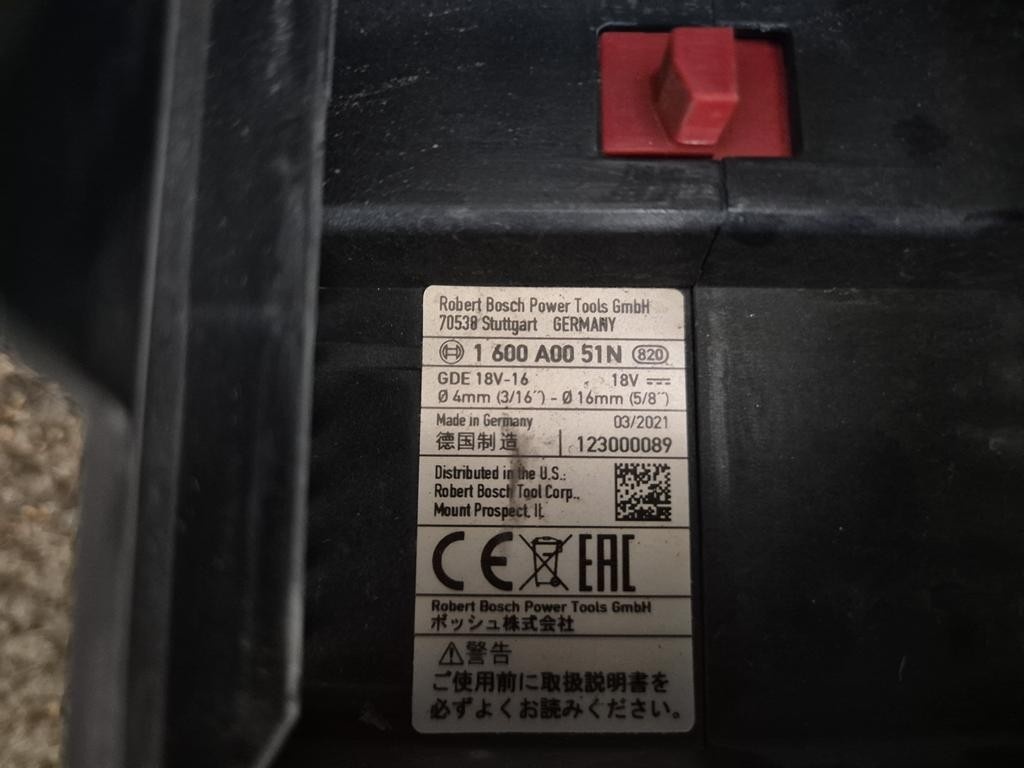 Robert Bosch Power Tools GmbH
70538 Stuttgart GERMANY
1 600 A00 51N 820
GDE 18V-16 18V
Ø 4mm (3/16˝) - Ø 16mm (5/8˝)
Made in Germany 03/2021
德国制造 123000089
Distributed in the U.S.:
Robert Bosch Tool Corp.,
Mount Prospect, IL
CE EAC
Robert Bosch Power Tools GmbH
ボッシュ株式会社
⚠警告
ご使用前に取扱説明書を
必ずよくお読みください。